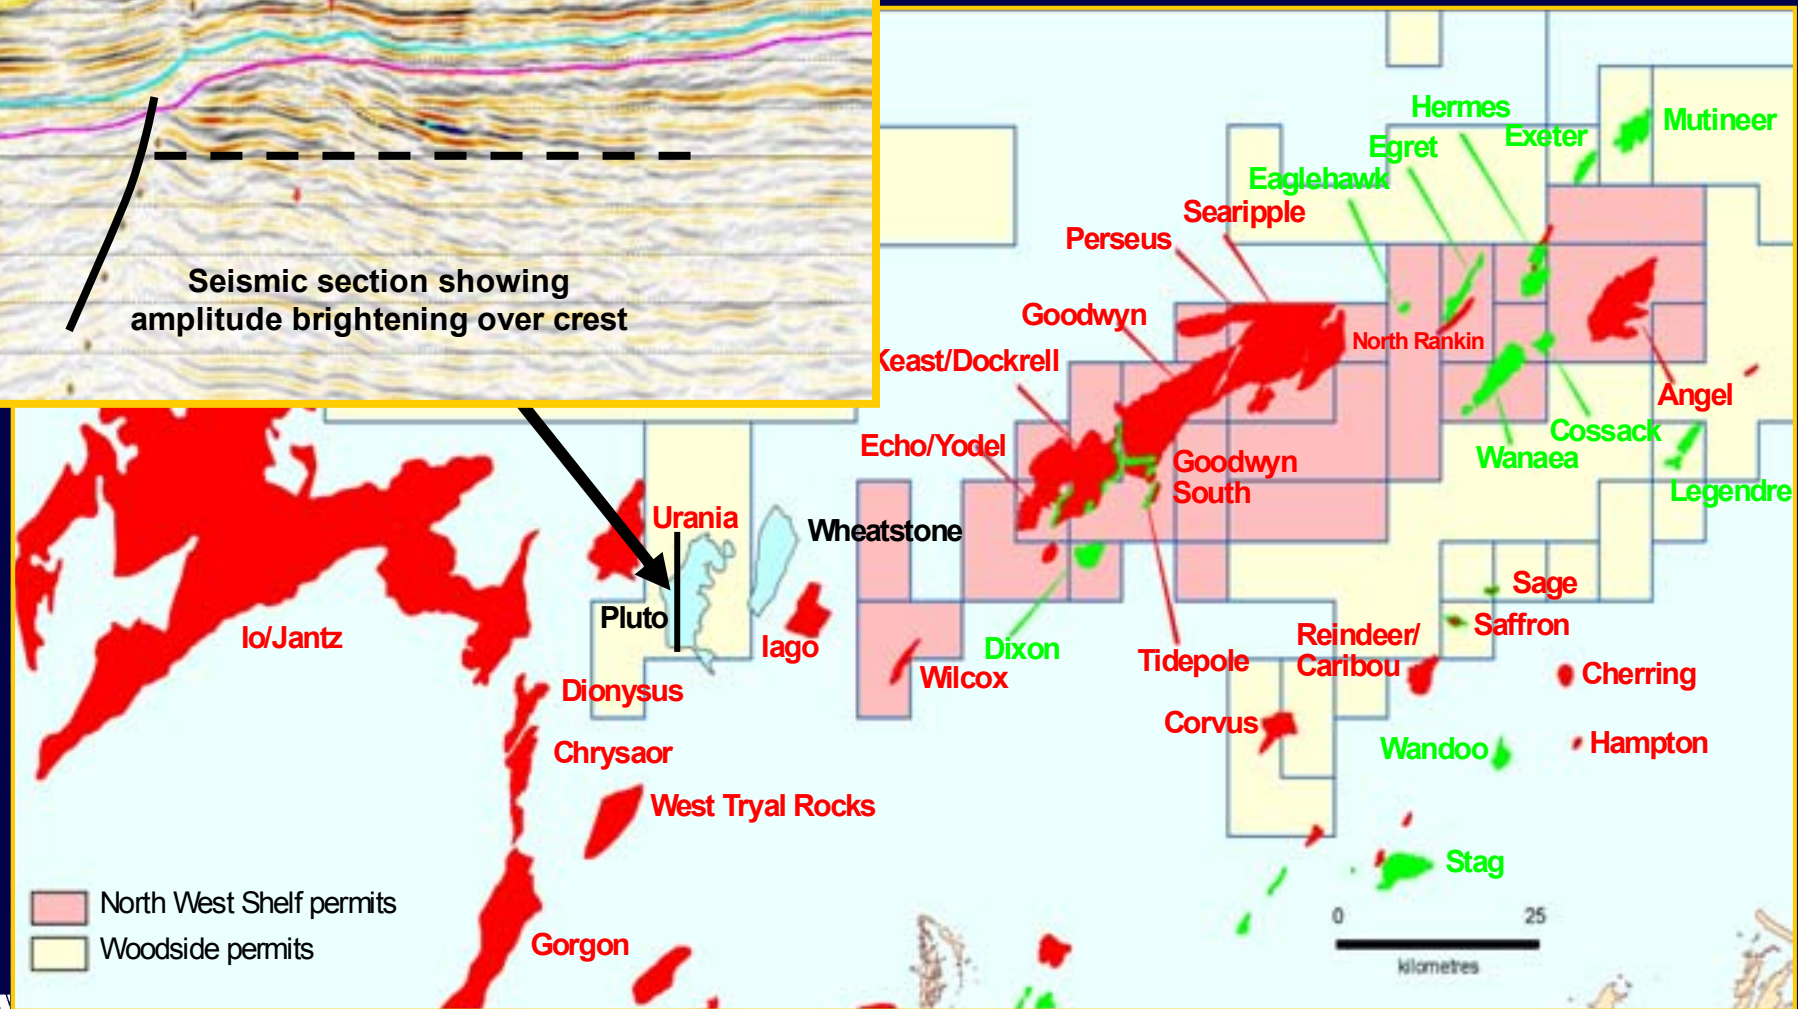 Seismic section showing
amplitude brightening over crest
Hermes
Exeter
Mutineer
Egret
Eaglehawk
Searipple
Perseus
Goodwyn
North Rankin
Keast/Dockrell
Angel
Echo/Yodel
Goodwyn
South
Cossack
Wanaea
Legendre
Urania
Wheatstone
Pluto
Io/Jantz
Iago
Dionysus
Chrysaor
West Tryal Rocks
Wilcox
Dixon
Tidepole
Reindeer/
Caribou
Sage
Saffron
Cherring
Corvus
Wandoo
Hampton
Stag
Gorgon
North West Shelf permits
Woodside permits
0 25
kilometres